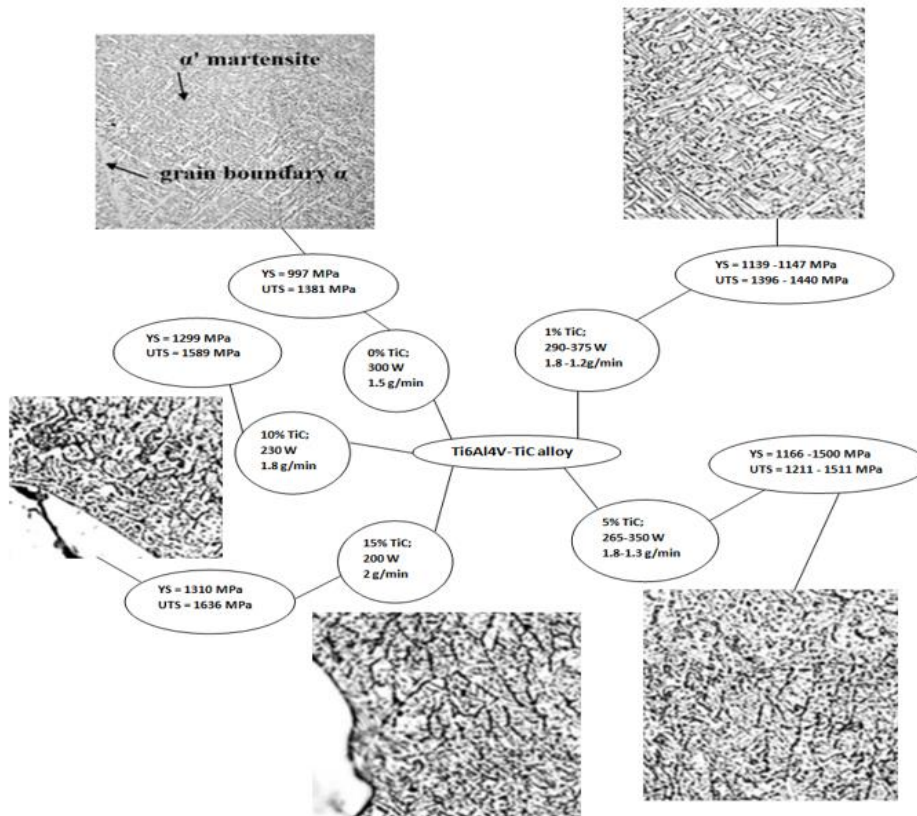 α' martensite
grain boundary α
YS = 997 MPa
UTS = 1381 MPa
YS = 1139 -1147 MPa
UTS = 1396 - 1440 MPa
YS = 1299 MPa
UTS = 1589 MPa
0% TiC;
300 W
1.5 g/min
1% TiC;
290-375 W
1.8 -1.2g/min
10% TiC;
230 W
1.8 g/min
Ti6Al4V-TiC alloy
YS = 1166 -1500 MPa
UTS = 1211 - 1511 MPa
15% TiC;
200 W
2 g/min
5% TiC;
265-350 W
1.8-1.3 g/min
YS = 1310 MPa
UTS = 1636 MPa